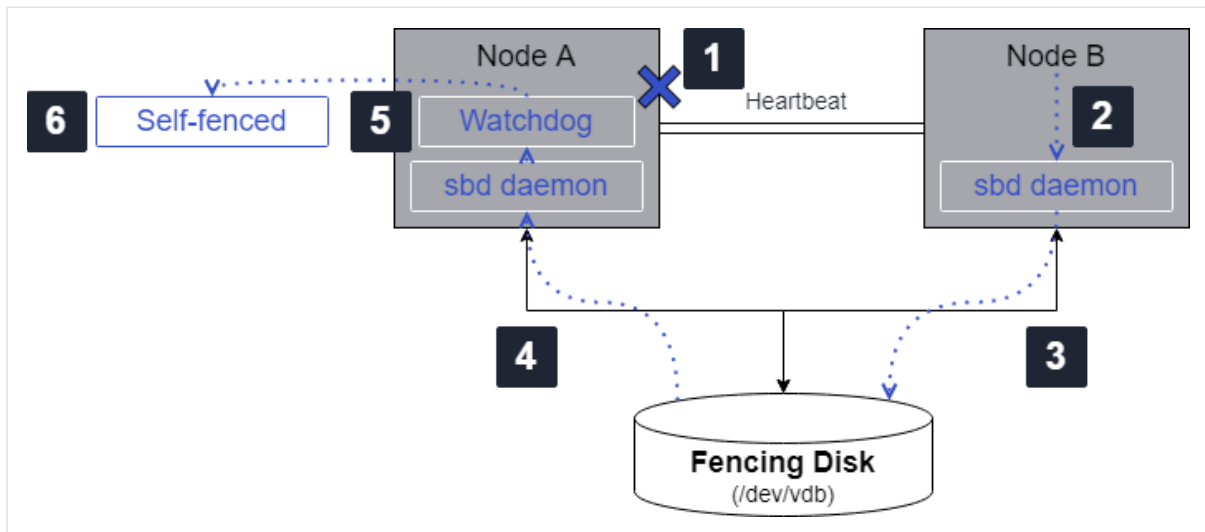 Node A
1
Node B
Heartbeat
6
Self-fenced
5
Watchdog
2
sbd daemon
sbd daemon
4
3
Fencing Disk
(/dev/vdb)